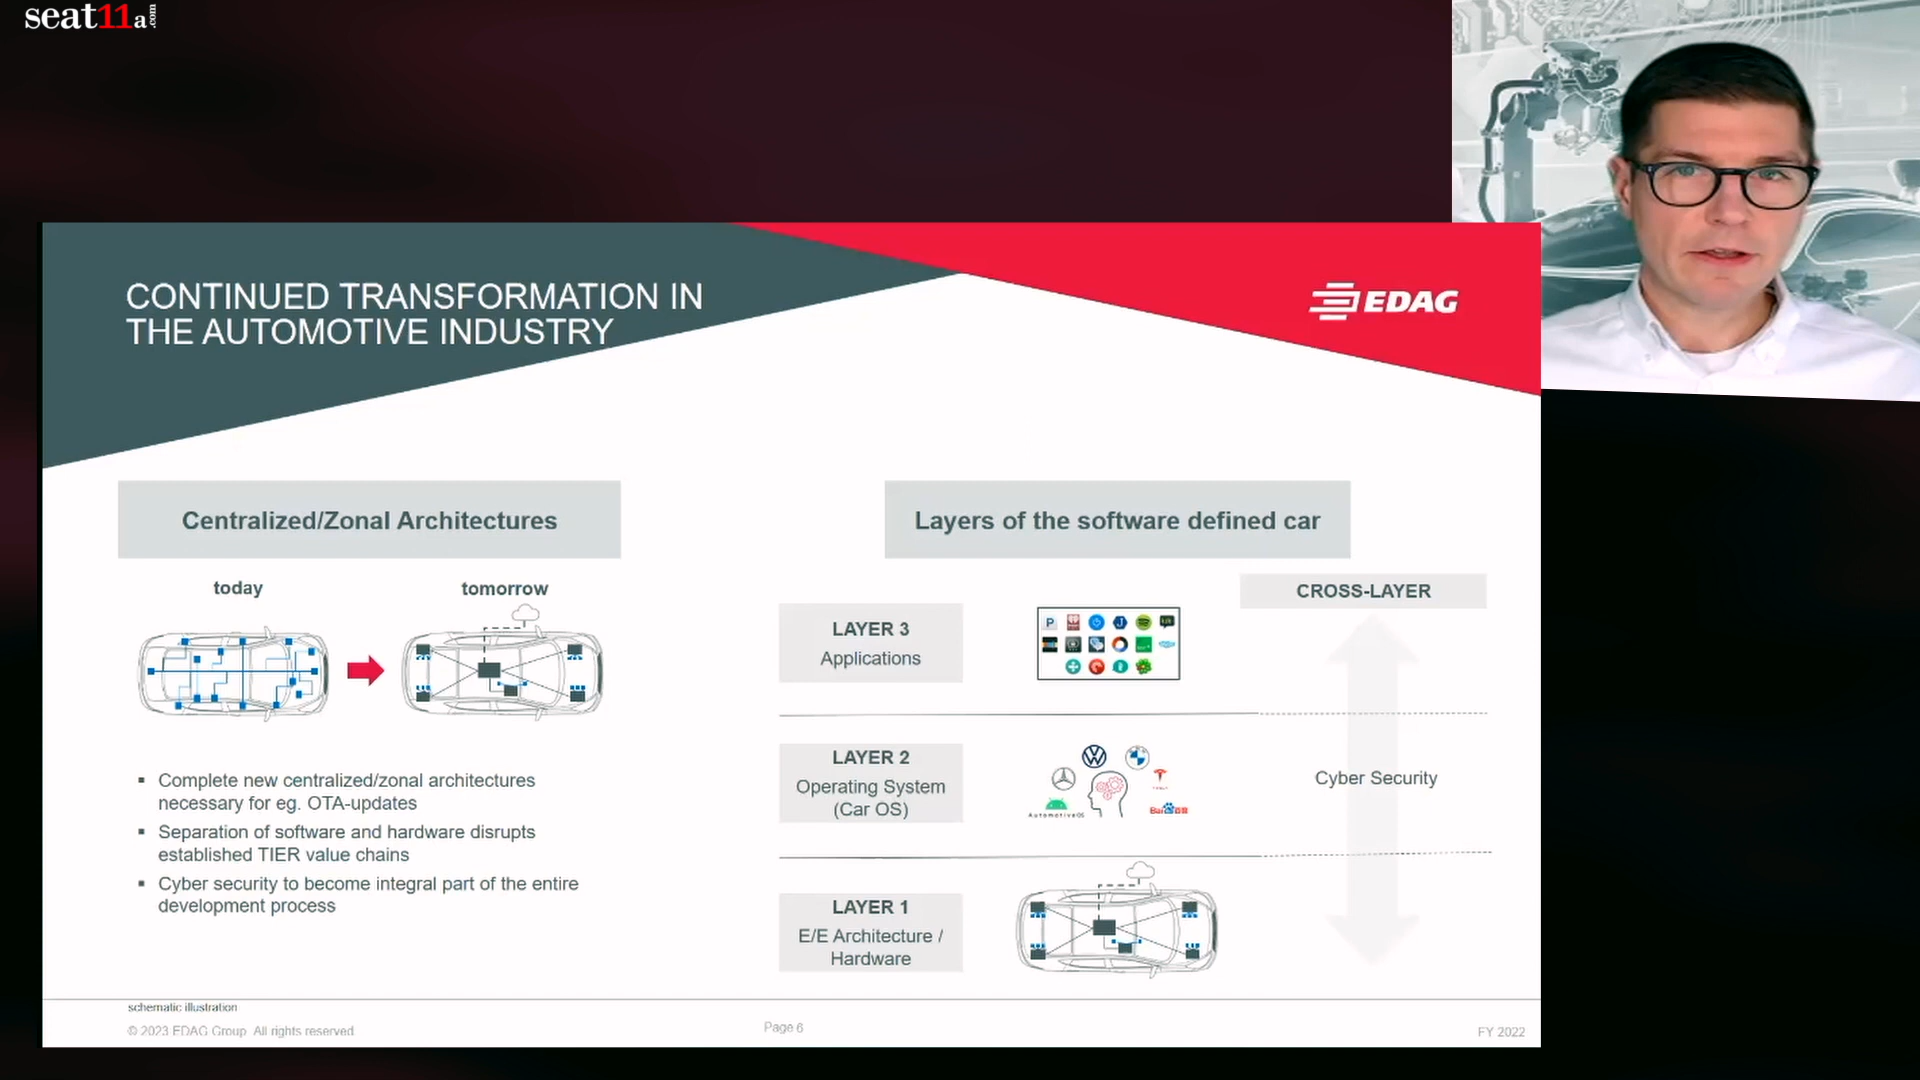 seat11a.com
CONTINUED TRANSFORMATION IN
THE AUTOMOTIVE INDUSTRY
EDAG
Centralized/Zonal Architectures
today
tomorrow
▪ Complete new centralized/zonal architectures
necessary for eg. OTA-updates
▪ Separation of software and hardware disrupts
established TIER value chains
▪ Cyber security to become integral part of the entire
development process
Layers of the software defined car
CROSS-LAYER
LAYER 3
Applications
P
LAYER 2
Operating System
(Car OS)
AutomotiveOS
Cyber Security
LAYER 1
E/E Architecture /
Hardware
schematic illustration
© 2023 EDAG Group. All rights reserved
Page 6
FY 2022